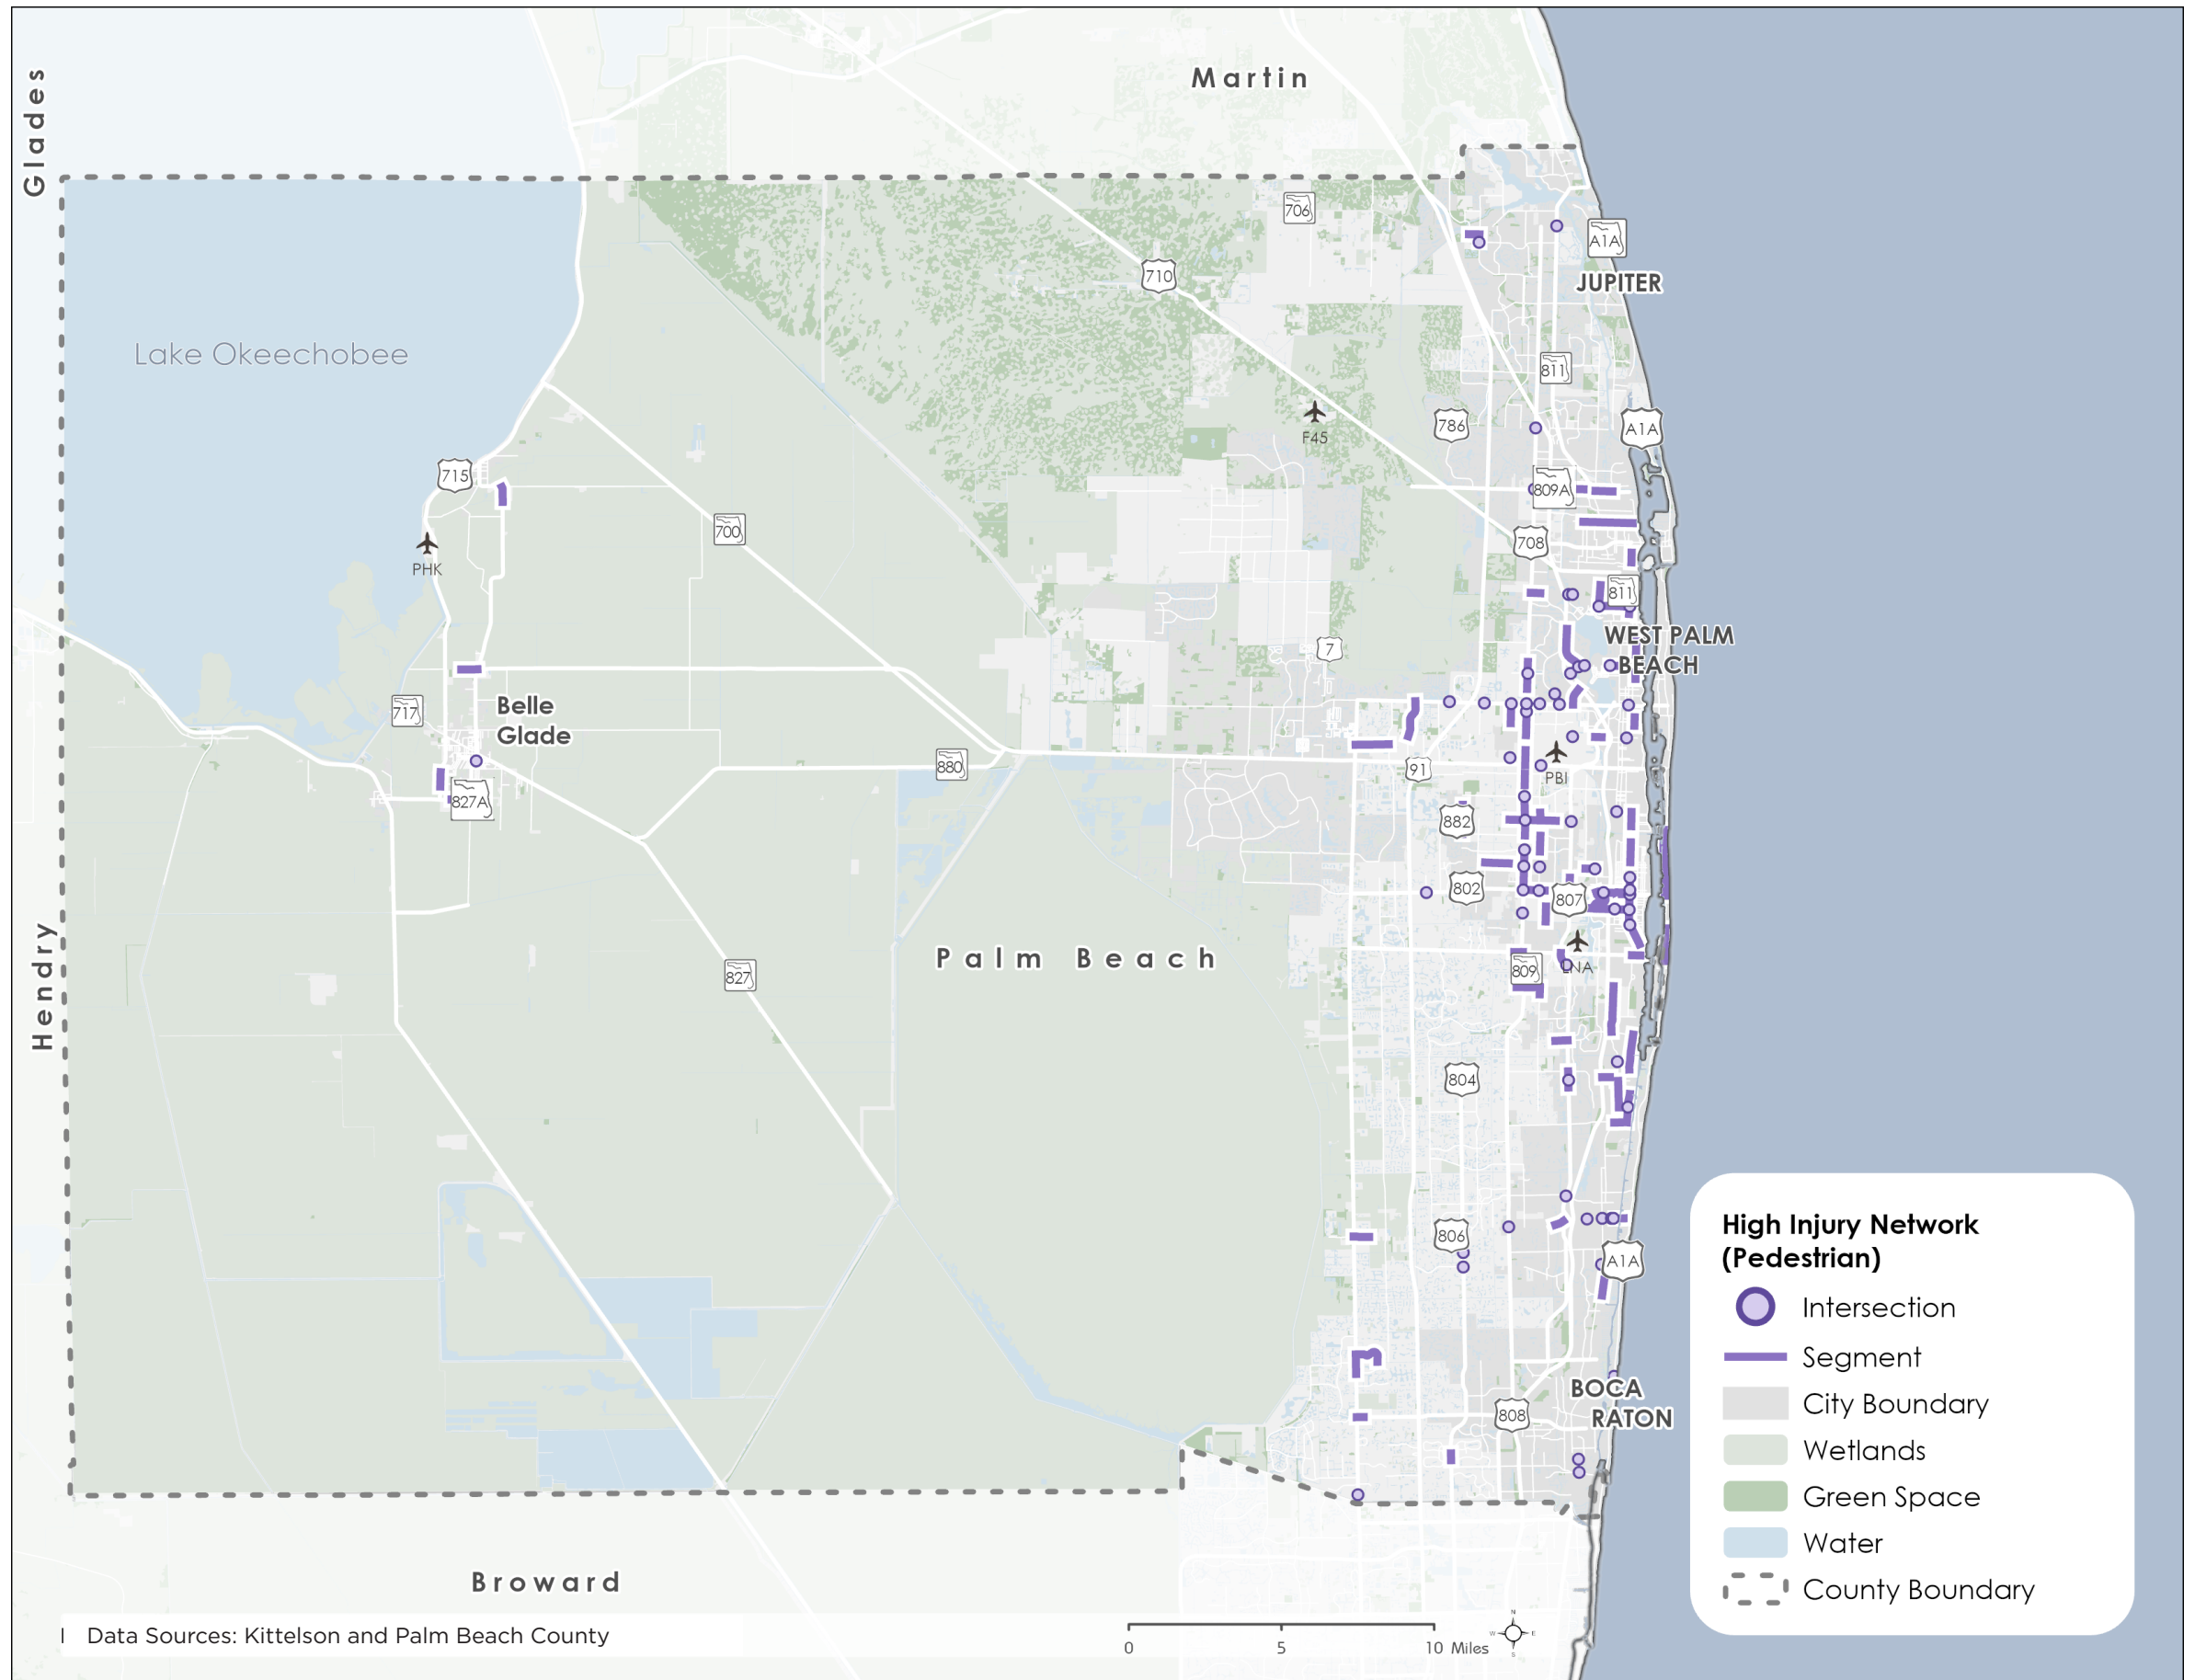 Martin
Glades
706
A1A
710
JUPITER
Lake Okeechobee
811
F45
786
A1A
715
809A
700
708
PHK
811
WEST PALM
BEACH
7
Belle
Glade
717
880
PBI
91
827A
882
802
807
Palm Beach
LNA
809
827
Hendry
804
806
A1A
BOCA
RATON
808
High Injury Network
(Pedestrian)
Intersection
Segment
City Boundary
Wetlands
Green Space
Water
County Boundary
Broward
I Data Sources: Kittelson and Palm Beach County
0 5 10 Miles
N
W E
S